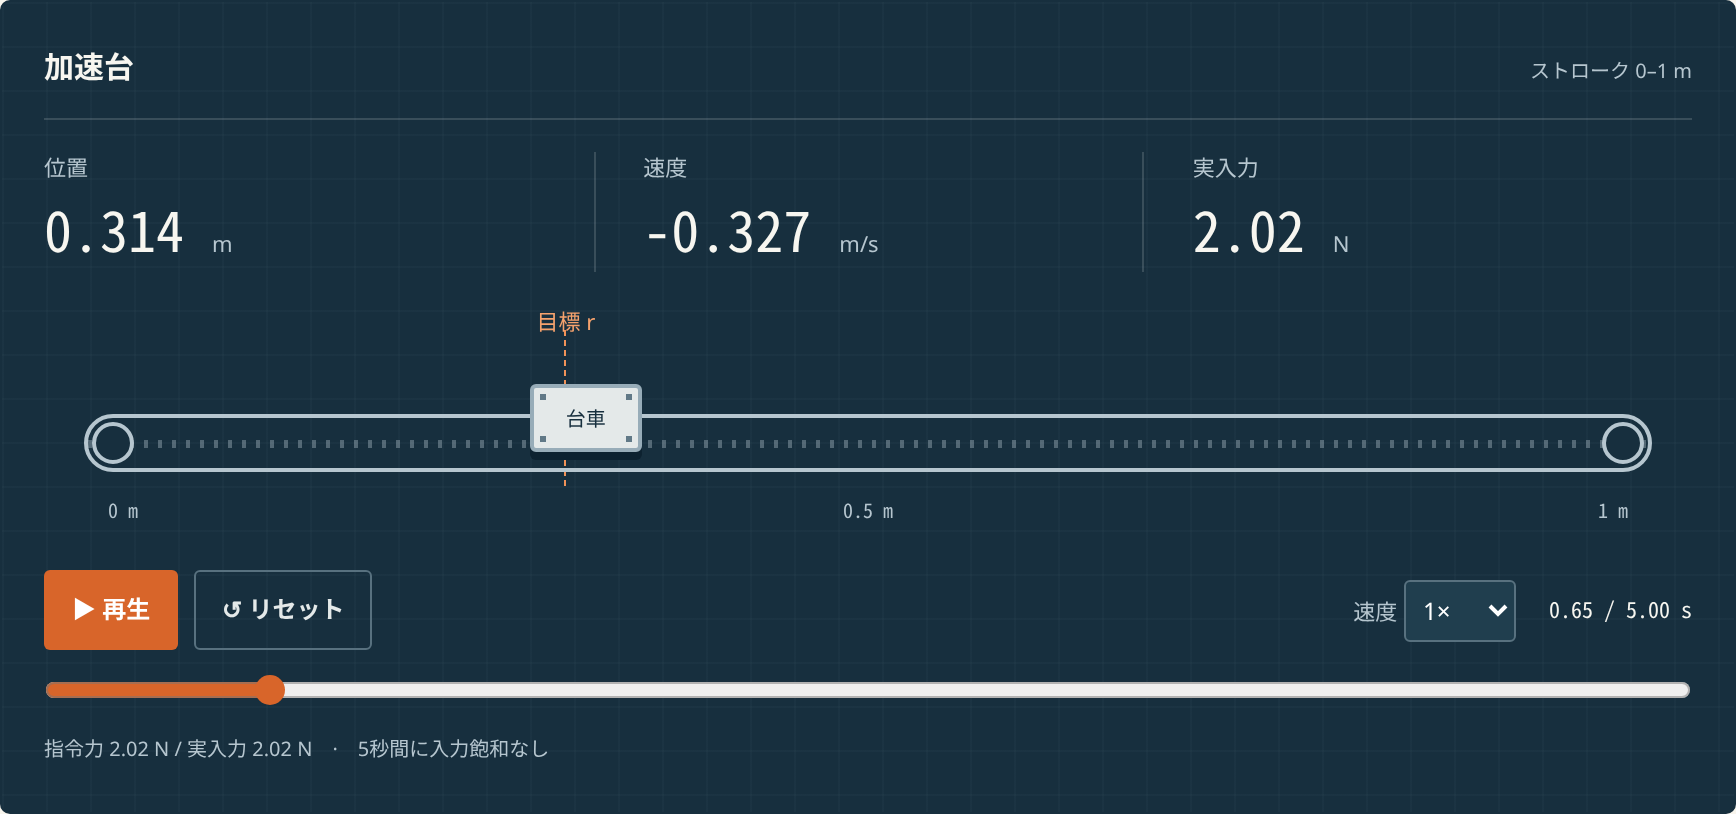 加速台
ストローク 0–1 m
位置
0.314 m
速度
-0.327 m/s
実入力
2.02 N
目標 r
台車
0 m
0.5 m
1 m
▶ 再生
↺ リセット
速度 1×
0.65 / 5.00 s
指令力 2.02 N / 実入力 2.02 N · 5秒間に入力飽和なし